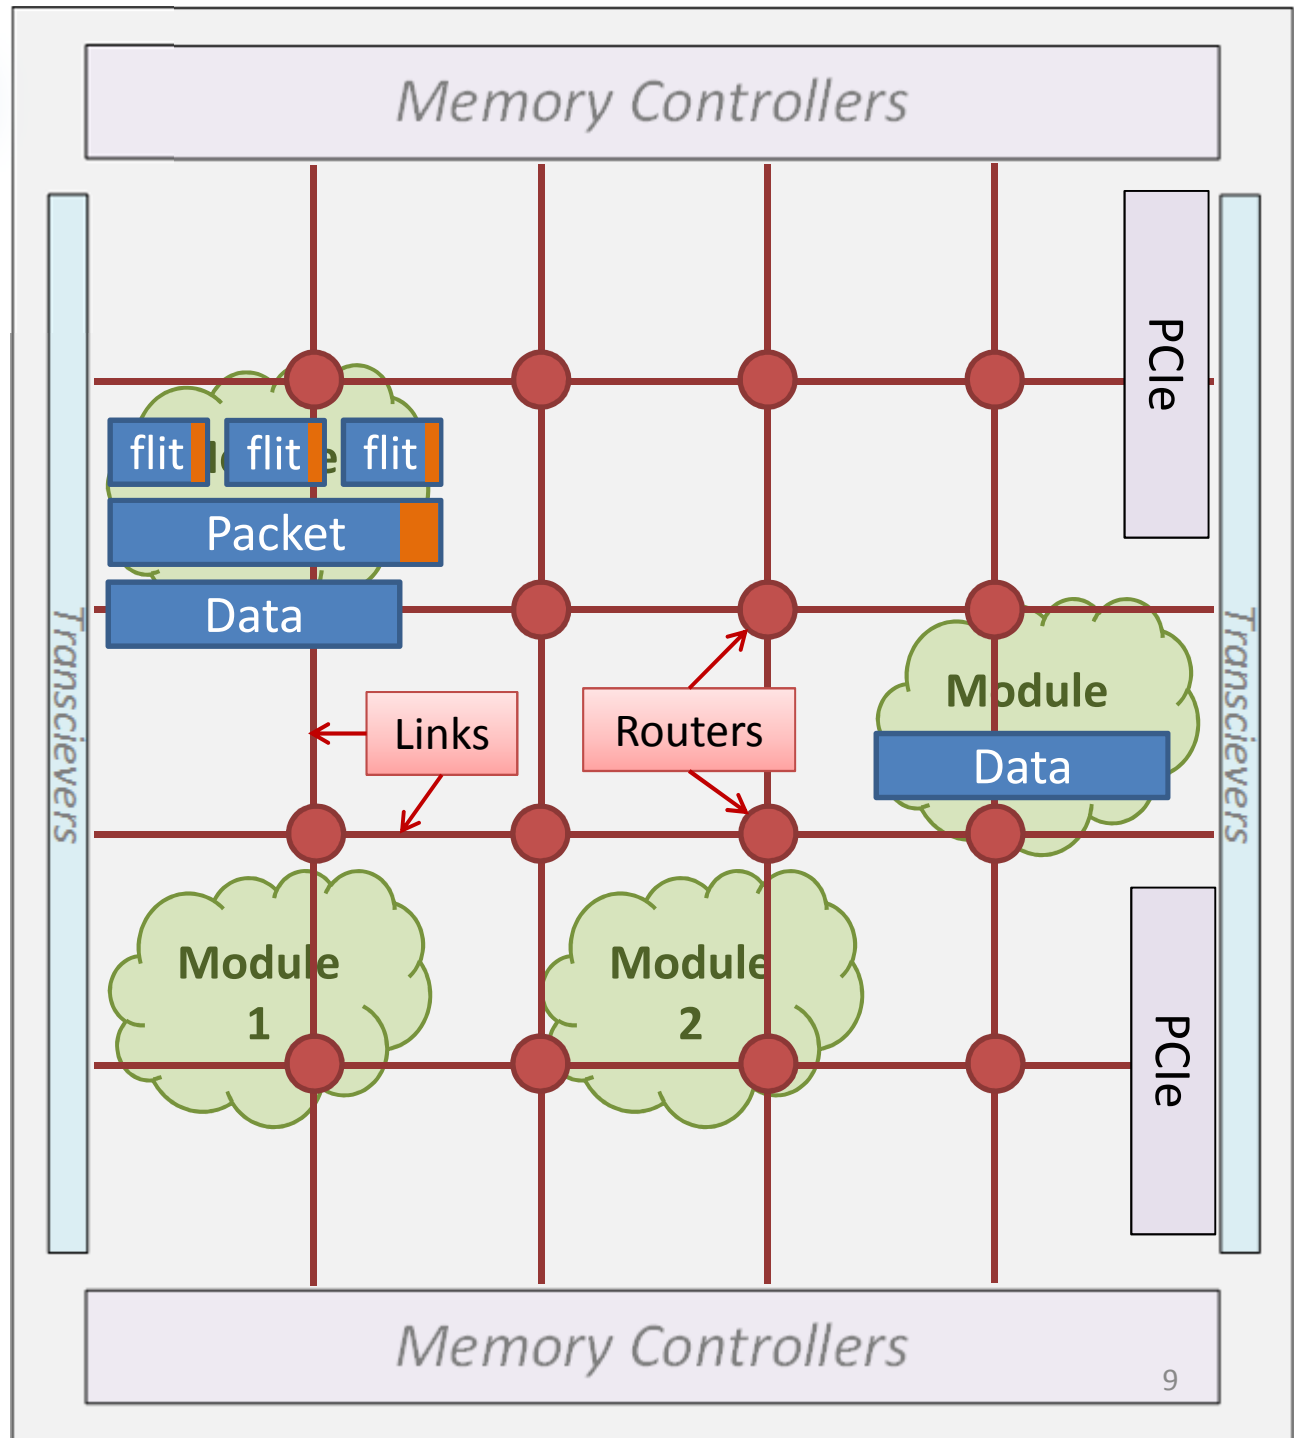 Memory Controllers
PCIe
flit flit flit
Packet
Data
Transcievers
Transcievers
Module
Data
Links
Routers
Module
1
Module
2
PCIe
Memory Controllers
9